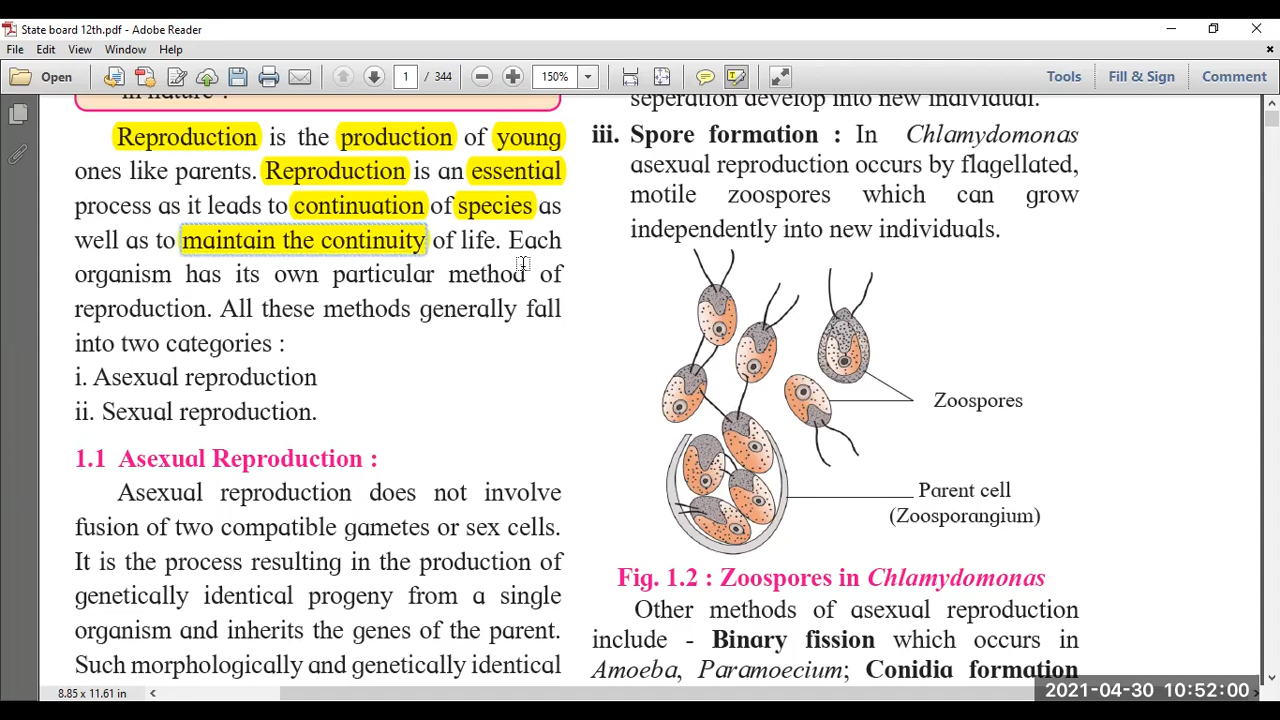 State board 12th.pdf - Adobe Reader
File Edit View Window Help
Open 1 / 344 150% Tools Fill & Sign Comment
in nature ?
Reproduction is the production of young
ones like parents. Reproduction is an essential
process as it leads to continuation of species as
well as to maintain the continuity of life. Each
organism has its own particular method of
reproduction. All these methods generally fall
into two categories :
i. Asexual reproduction
ii. Sexual reproduction.
1.1 Asexual Reproduction :
Asexual reproduction does not involve
fusion of two compatible gametes or sex cells.
It is the process resulting in the production of
genetically identical progeny from a single
organism and inherits the genes of the parent.
Such morphologically and genetically identical
seperation develop into new individual.
iii. Spore formation : In Chlamydomonas
asexual reproduction occurs by flagellated,
motile zoospores which can grow
independently into new individuals.
Zoospores
Parent cell
(Zoosporangium)
Fig. 1.2 : Zoospores in Chlamydomonas
Other methods of asexual reproduction
include - Binary fission which occurs in
Amoeba, Paramoecium; Conidia formation
8.85 x 11.61 in
2021-04-30 10:52:00